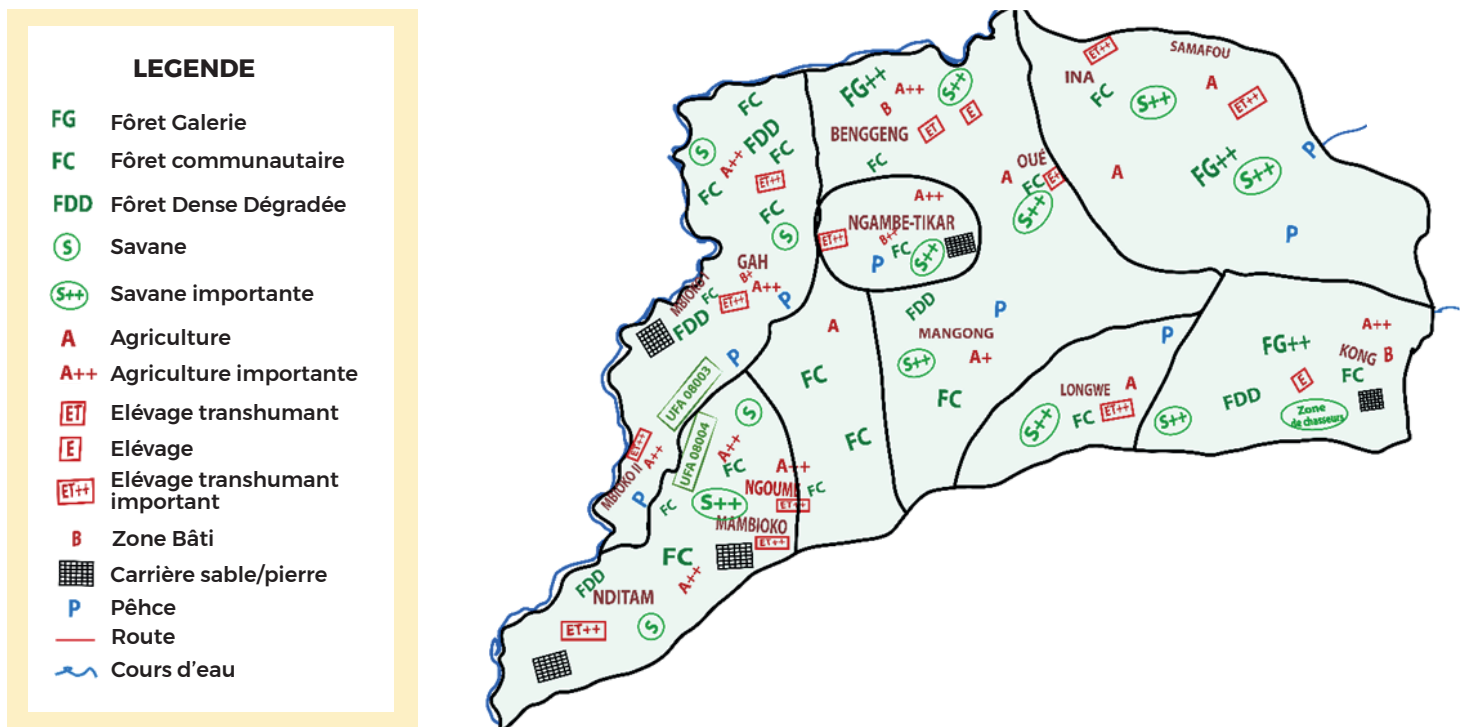 LEGENDE
FG Fôret Galerie
FC Fôret communautaire
FDD Fôret Dense Dégradée
S Savane
S++ Savane importante
A Agriculture
A++ Agriculture importante
ET Elévage transhumant
E Elévage
ET++ Elévage transhumant
important
B Zone Bâti
Carrière sable/pierre
P Pêhce
Route
Cours d'eau
FC
S
FDD
A++
FC
ET++
FC
FC
S
GAH
B+
A++
P
MBIOKO I
FC
ET++
FDD
P
UFA 08003
ET++
A++
MBIOKO II
P
FG++
A++
S++
B
E
ET
BENGGENG
FC
OUÉ
A
FC
S++
A++
NGAMBE-TIKAR
ET++
B++
FC
P
S++
ET++
SAMAFOU
INA
FC
S++
A
ET++
P
A
FG++
S++
P
FDD
P
MANGONG
S++
A+
FC
A
FC
FC
P
LONGWE
A
S++
FC
ET++
A++
FG++
KONG
B
E
FC
FDD
S++
Zone
de chasseurs
UFA 08004
S
A++
FC
A++
NGOUME
FC
S++
ET++
FC
MAMBIOKO
ET++
FC
FDD
A++
NDITAM
ET++
S